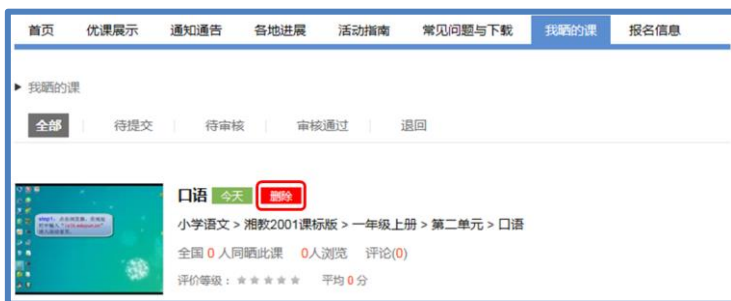 首页 优课展示 通知通告 各地进展 活动指南 常见问题与下载 我晒的课 报名信息
我晒的课
全部 待提交 待审核 审核通过 退回
口语 今天 删除
小学语文 > 湘教2001课标版 > 一年级上册 > 第二单元 > 口语
全国 0 人同晒此课 0人浏览 评论(0)
评价等级： 平均 0 分